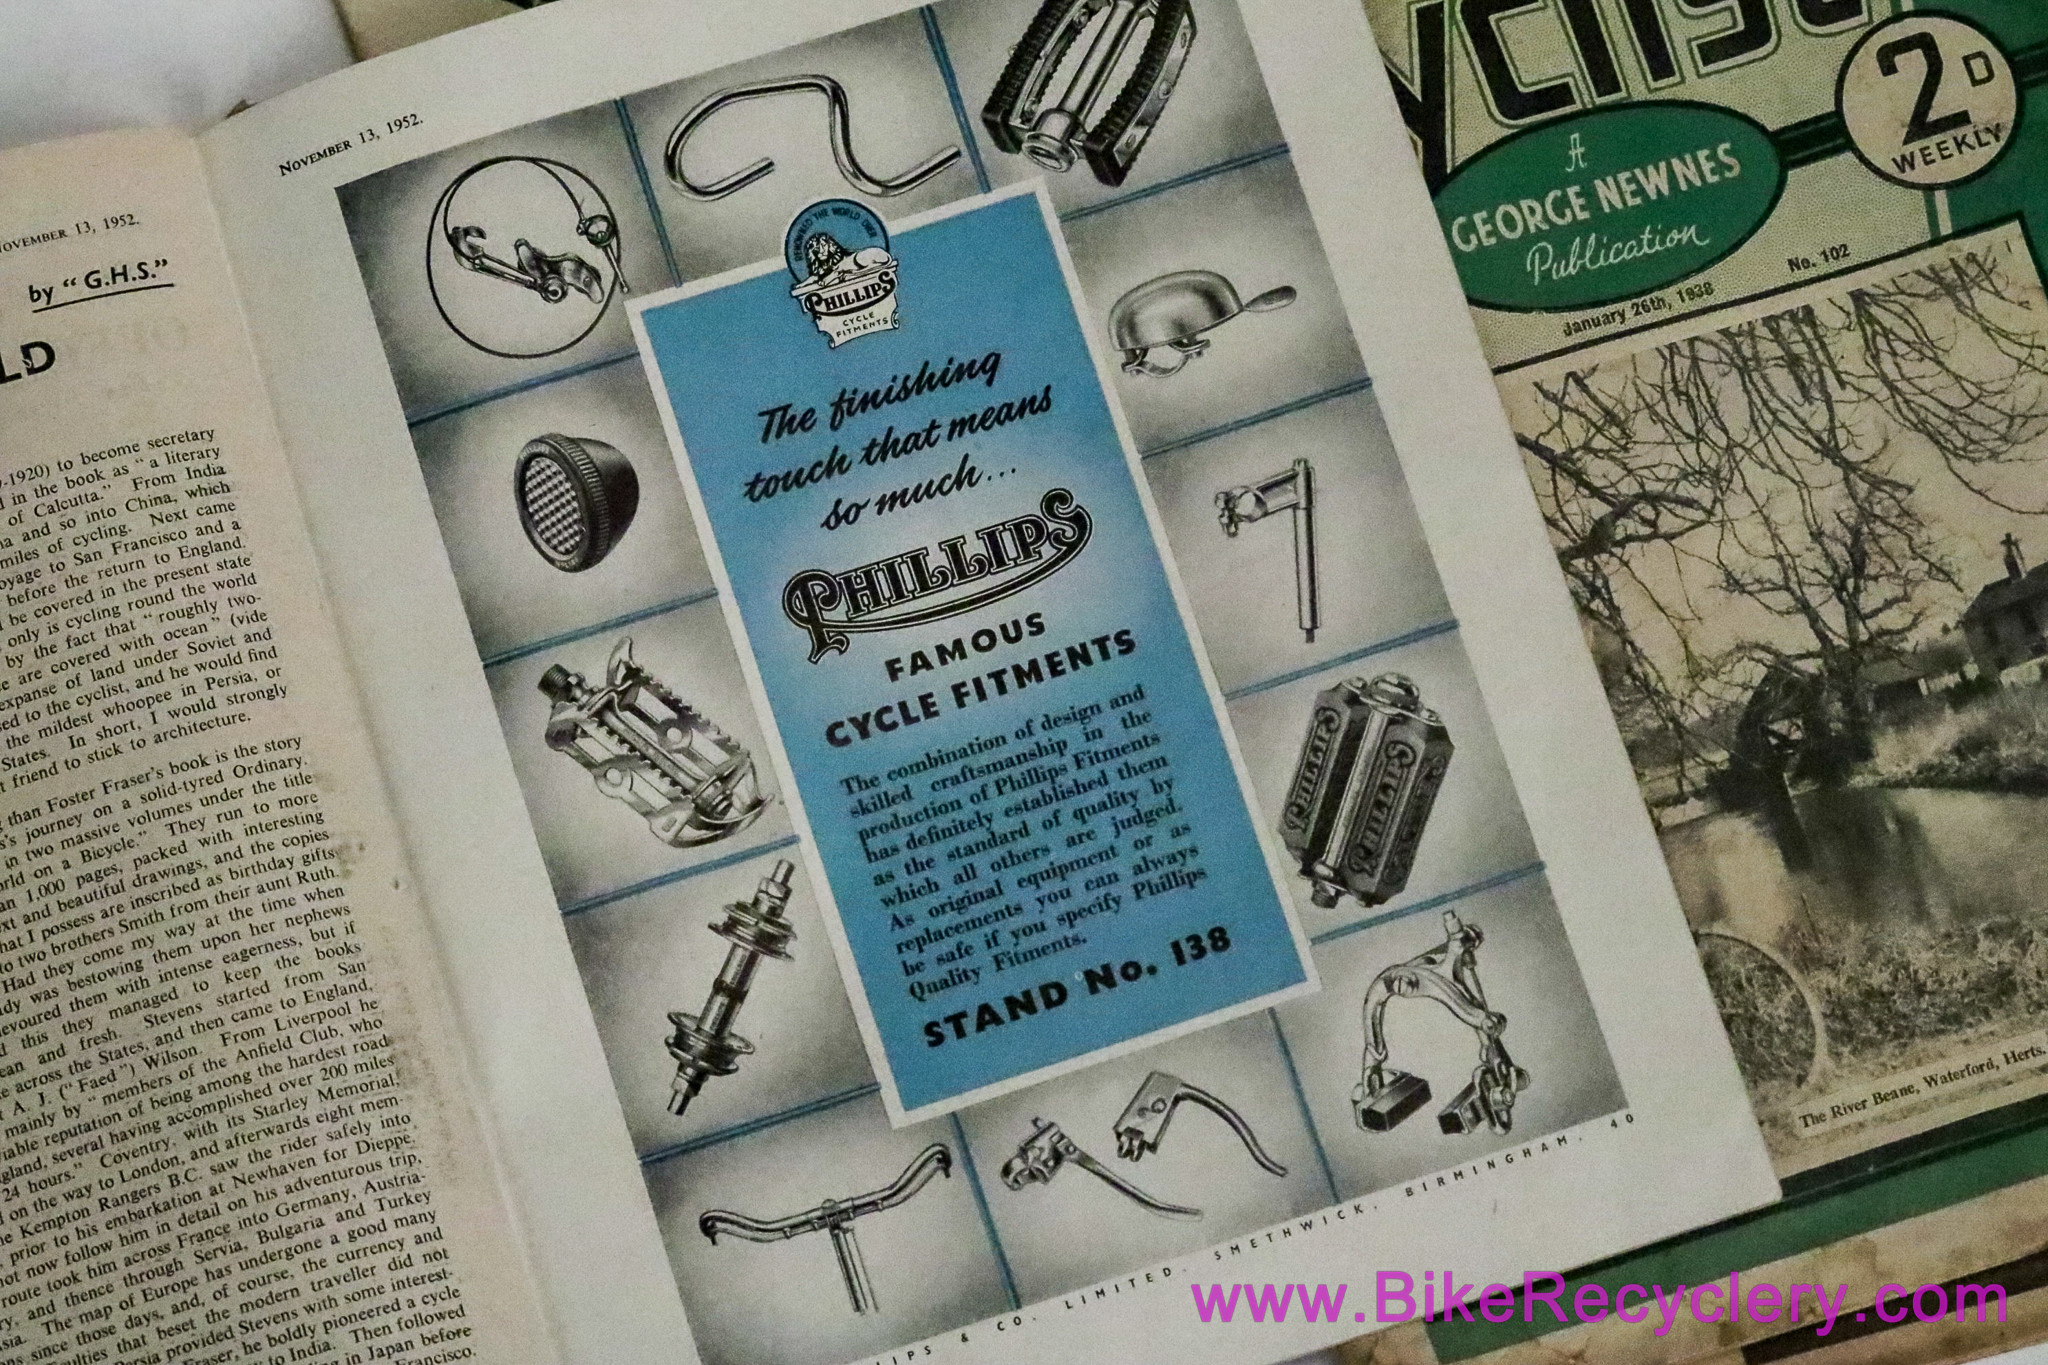 NOVEMBER 13, 1952.
by “ G.H.S.”
LD
-1920) to become secretary
d in the book as “ a literary
of Calcutta.” From India
and so into China, which
miles of cycling. Next came
voyage to San Francisco and a
before the return to England.
be covered in the present state
only is cycling round the world
by the fact that “ roughly two-
are covered with ocean ” (vide
expanse of land under Soviet and
to the cyclist, and he would find
the mildest whoopee in Persia, or
States. In short, I would strongly
friend to stick to architecture.
than Foster Fraser’s book is the story
journey on a solid-tyred Ordinary.
in two massive volumes under the title
on a Bicycle.” They run to more
1,000 pages, packed with interesting
and beautiful drawings, and the copies
that I possess are inscribed as birthday gifts
to two brothers Smith from their aunt Ruth.
Had they come my way at the time when
was bestowing them upon her nephews
devoured them with intense eagerness, but if
this they managed to keep the books
and fresh. Stevens started from San
across the States, and then came to England,
A. J. (“ Faed ”) Wilson. From Liverpool he
mainly by “ members of the Anfield Club, who
reputation of being among the hardest road
several having accomplished over 200 miles
24 hours.” Coventry, with its Starley Memorial,
on the way to London, and afterwards eight mem-
Kempton Rangers B.C. saw the rider safely into
prior to his embarkation at Newhaven for Dieppe.
not now follow him in detail on his adventurous trip,
route took him across France into Germany, Austria-
and thence through Servia, Bulgaria and Turkey
The map of Europe has undergone a good many
since those days, and, of course, the currency and
that beset the modern traveller did not
Persia provided Stevens with some interest-
Fraser, he boldly pioneered a cycle
to India. Then followed
in Japan before
Francisco.
NOVEMBER 13, 1952.
RENOWNED THE WORLD OVER
PHILLIPS
CYCLE
FITMENTS
The finishing
touch that means
so much...
PHILLIPS
FAMOUS
CYCLE FITMENTS
The combination of design and
skilled craftsmanship in the
production of Phillips Fitments
has definitely established them
as the standard of quality by
which all others are judged.
As original equipment or as
replacements you can always
be safe if you specify Phillips
Quality Fitments.
STAND No. 138
PHILLIPS
PHILLIPS
& CO. LIMITED. SMETHWICK. BIRMINGHAM. 40
2D
WEEKLY
A
GEORGE NEWNES
Publication
No. 102
January 26th, 1938
The River Beane, Waterford, Herts.
www.BikeRecyclery.com